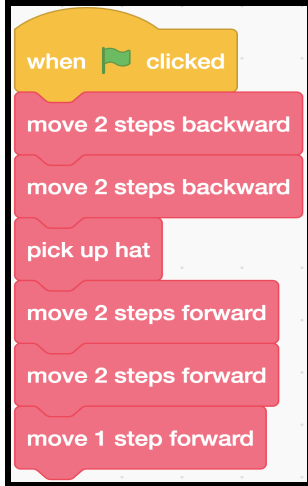 when clicked
move 2 steps backward
move 2 steps backward
pick up hat
move 2 steps forward
move 2 steps forward
move 1 step forward